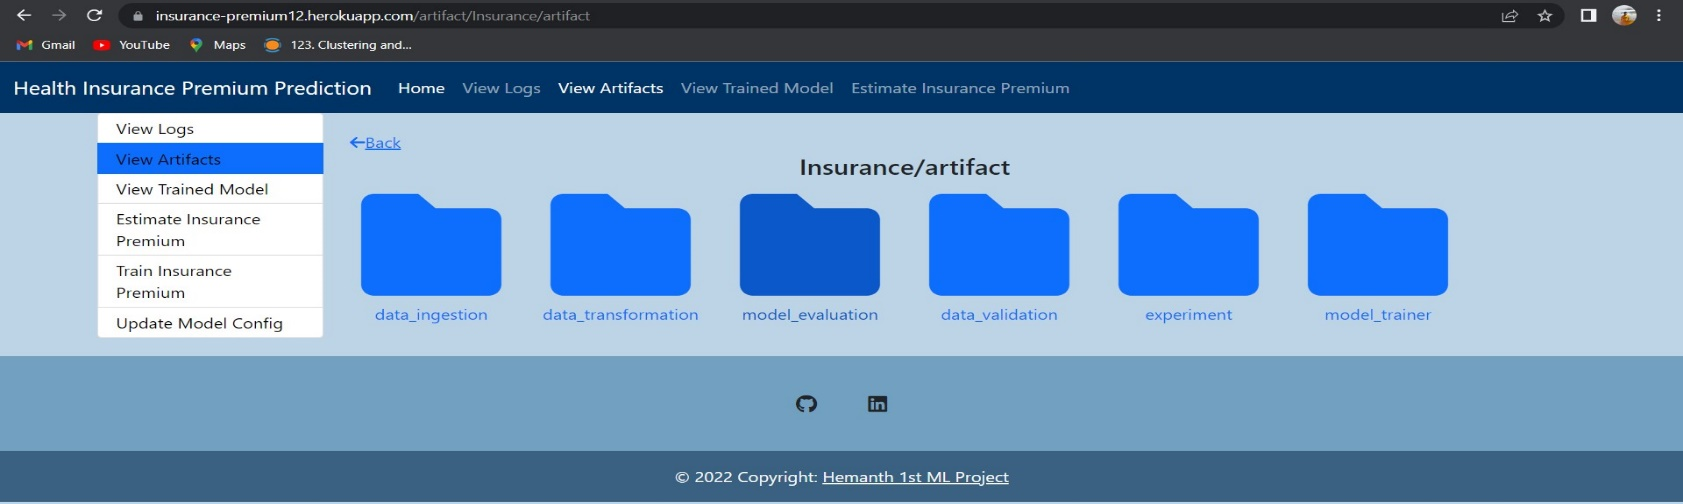 insurance-premium12.herokuapp.com/artifact/Insurance/artifact
Gmail YouTube Maps 123. Clustering and...
Health Insurance Premium Prediction Home View Logs View Artifacts View Trained Model Estimate Insurance Premium
View Logs
View Artifacts
View Trained Model
Estimate Insurance
Premium
Train Insurance
Premium
Update Model Config
Back
Insurance/artifact
data_ingestion data_transformation model_evaluation data_validation experiment model_trainer
in
© 2022 Copyright: Hemanth 1st ML Project